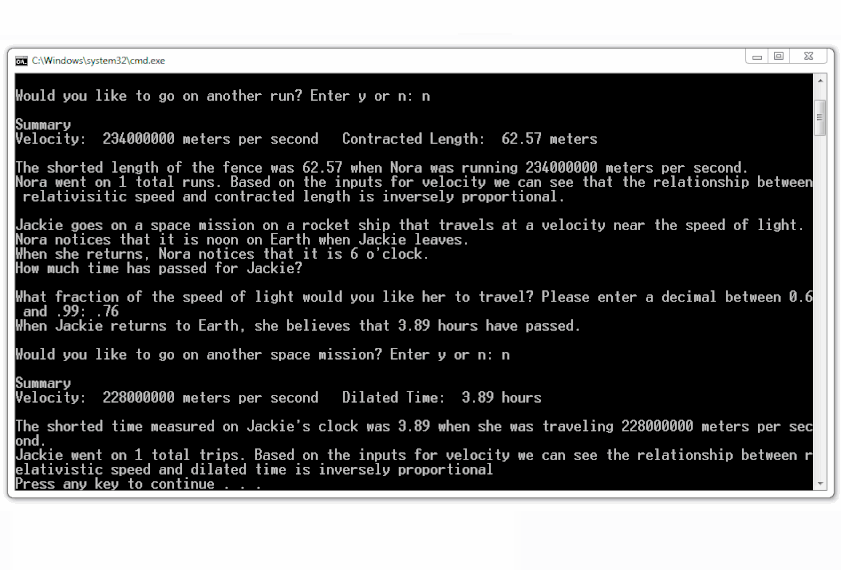 C:\Windows\system32\cmd.exe
Would you like to go on another run? Enter y or n: n
Summary
Velocity:  234000000 meters per second   Contracted Length:  62.57 meters
The shorted length of the fence was 62.57 when Nora was running 234000000 meters per second.
Nora went on 1 total runs. Based on the inputs for velocity we can see that the relationship between
 relativisitic speed and contracted length is inversely proportional.
Jackie goes on a space mission on a rocket ship that travels at a velocity near the speed of light.
Nora notices that it is noon on Earth when Jackie leaves.
When she returns, Nora notices that it is 6 o'clock.
How much time has passed for Jackie?
What fraction of the speed of light would you like her to travel? Please enter a decimal between 0.6
 and .99: .76
When Jackie returns to Earth, she believes that 3.89 hours have passed.
Would you like to go on another space mission? Enter y or n: n
Summary
Velocity:  228000000 meters per second   Dilated Time:  3.89 hours
The shorted time measured on Jackie's clock was 3.89 when she was traveling 228000000 meters per sec
ond.
Jackie went on 1 total trips. Based on the inputs for velocity we can see the relationship between r
elativistic speed and dilated time is inversely proportional
Press any key to continue . . .